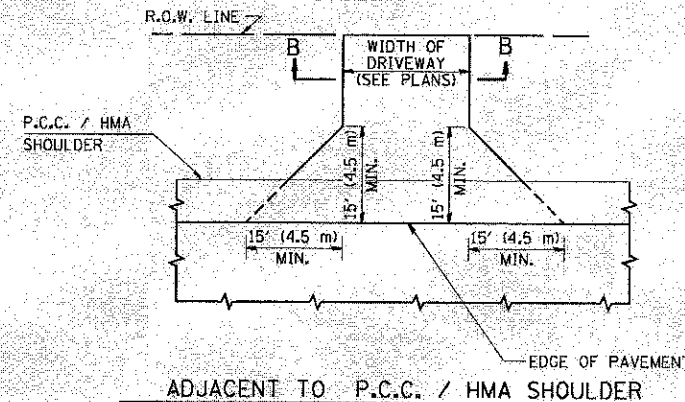 R.O.W. LINE
B
WIDTH OF
DRIVEWAY
(SEE PLANS)
B
P.C.C. / HMA
SHOULDER
15' (4.5 m)
MIN.
15' (4.5 m)
MIN.
15' (4.5 m)
MIN.
15' (4.5 m)
MIN.
EDGE OF PAVEMENT
ADJACENT TO P.C.C. / HMA SHOULDER